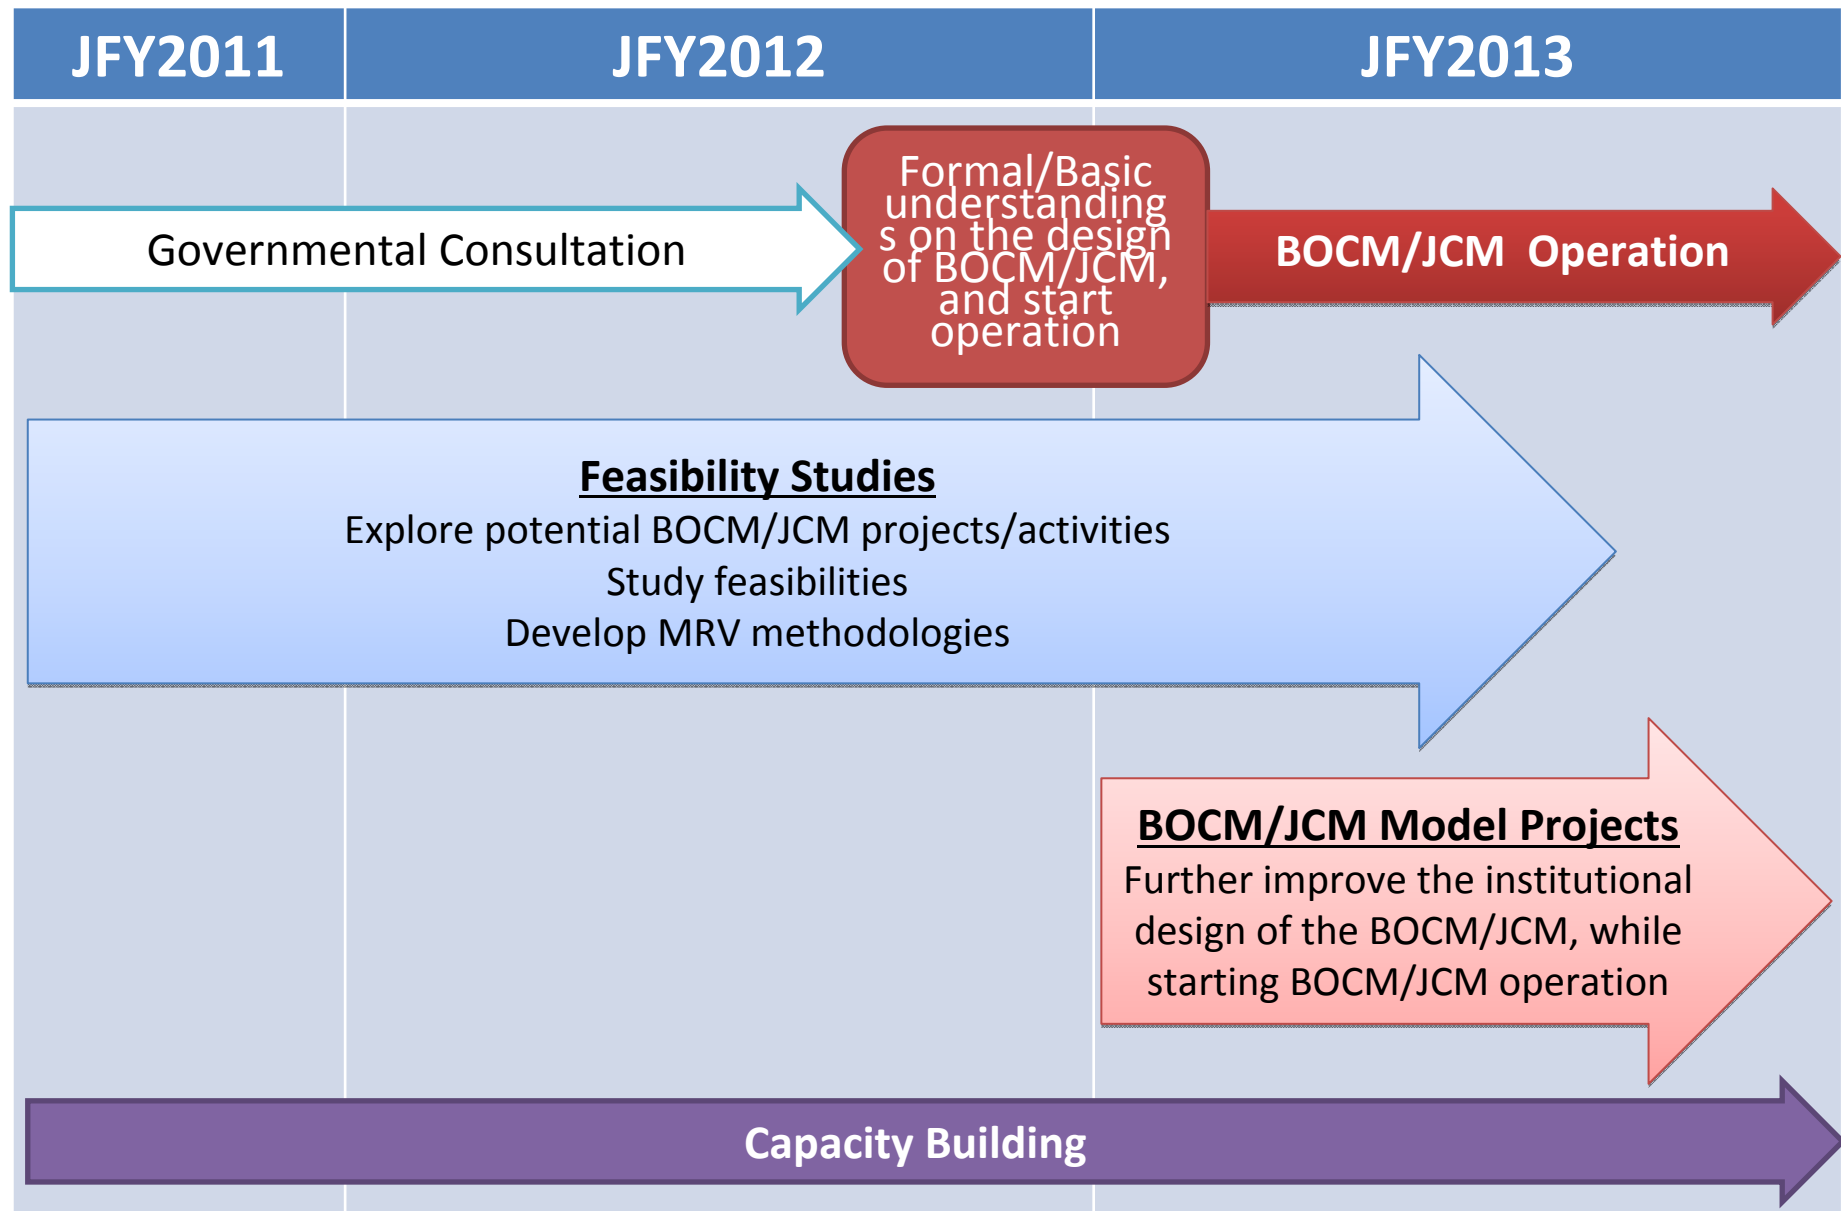 JFY2011
JFY2012
JFY2013
Governmental Consultation
Formal/Basic
understanding
s on the design
of BOCM/JCM,
and start
operation
BOCM/JCM Operation
Feasibility Studies
Explore potential BOCM/JCM projects/activities
Study feasibilities
Develop MRV methodologies
BOCM/JCM Model Projects
Further improve the institutional
design of the BOCM/JCM, while
starting BOCM/JCM operation
Capacity Building